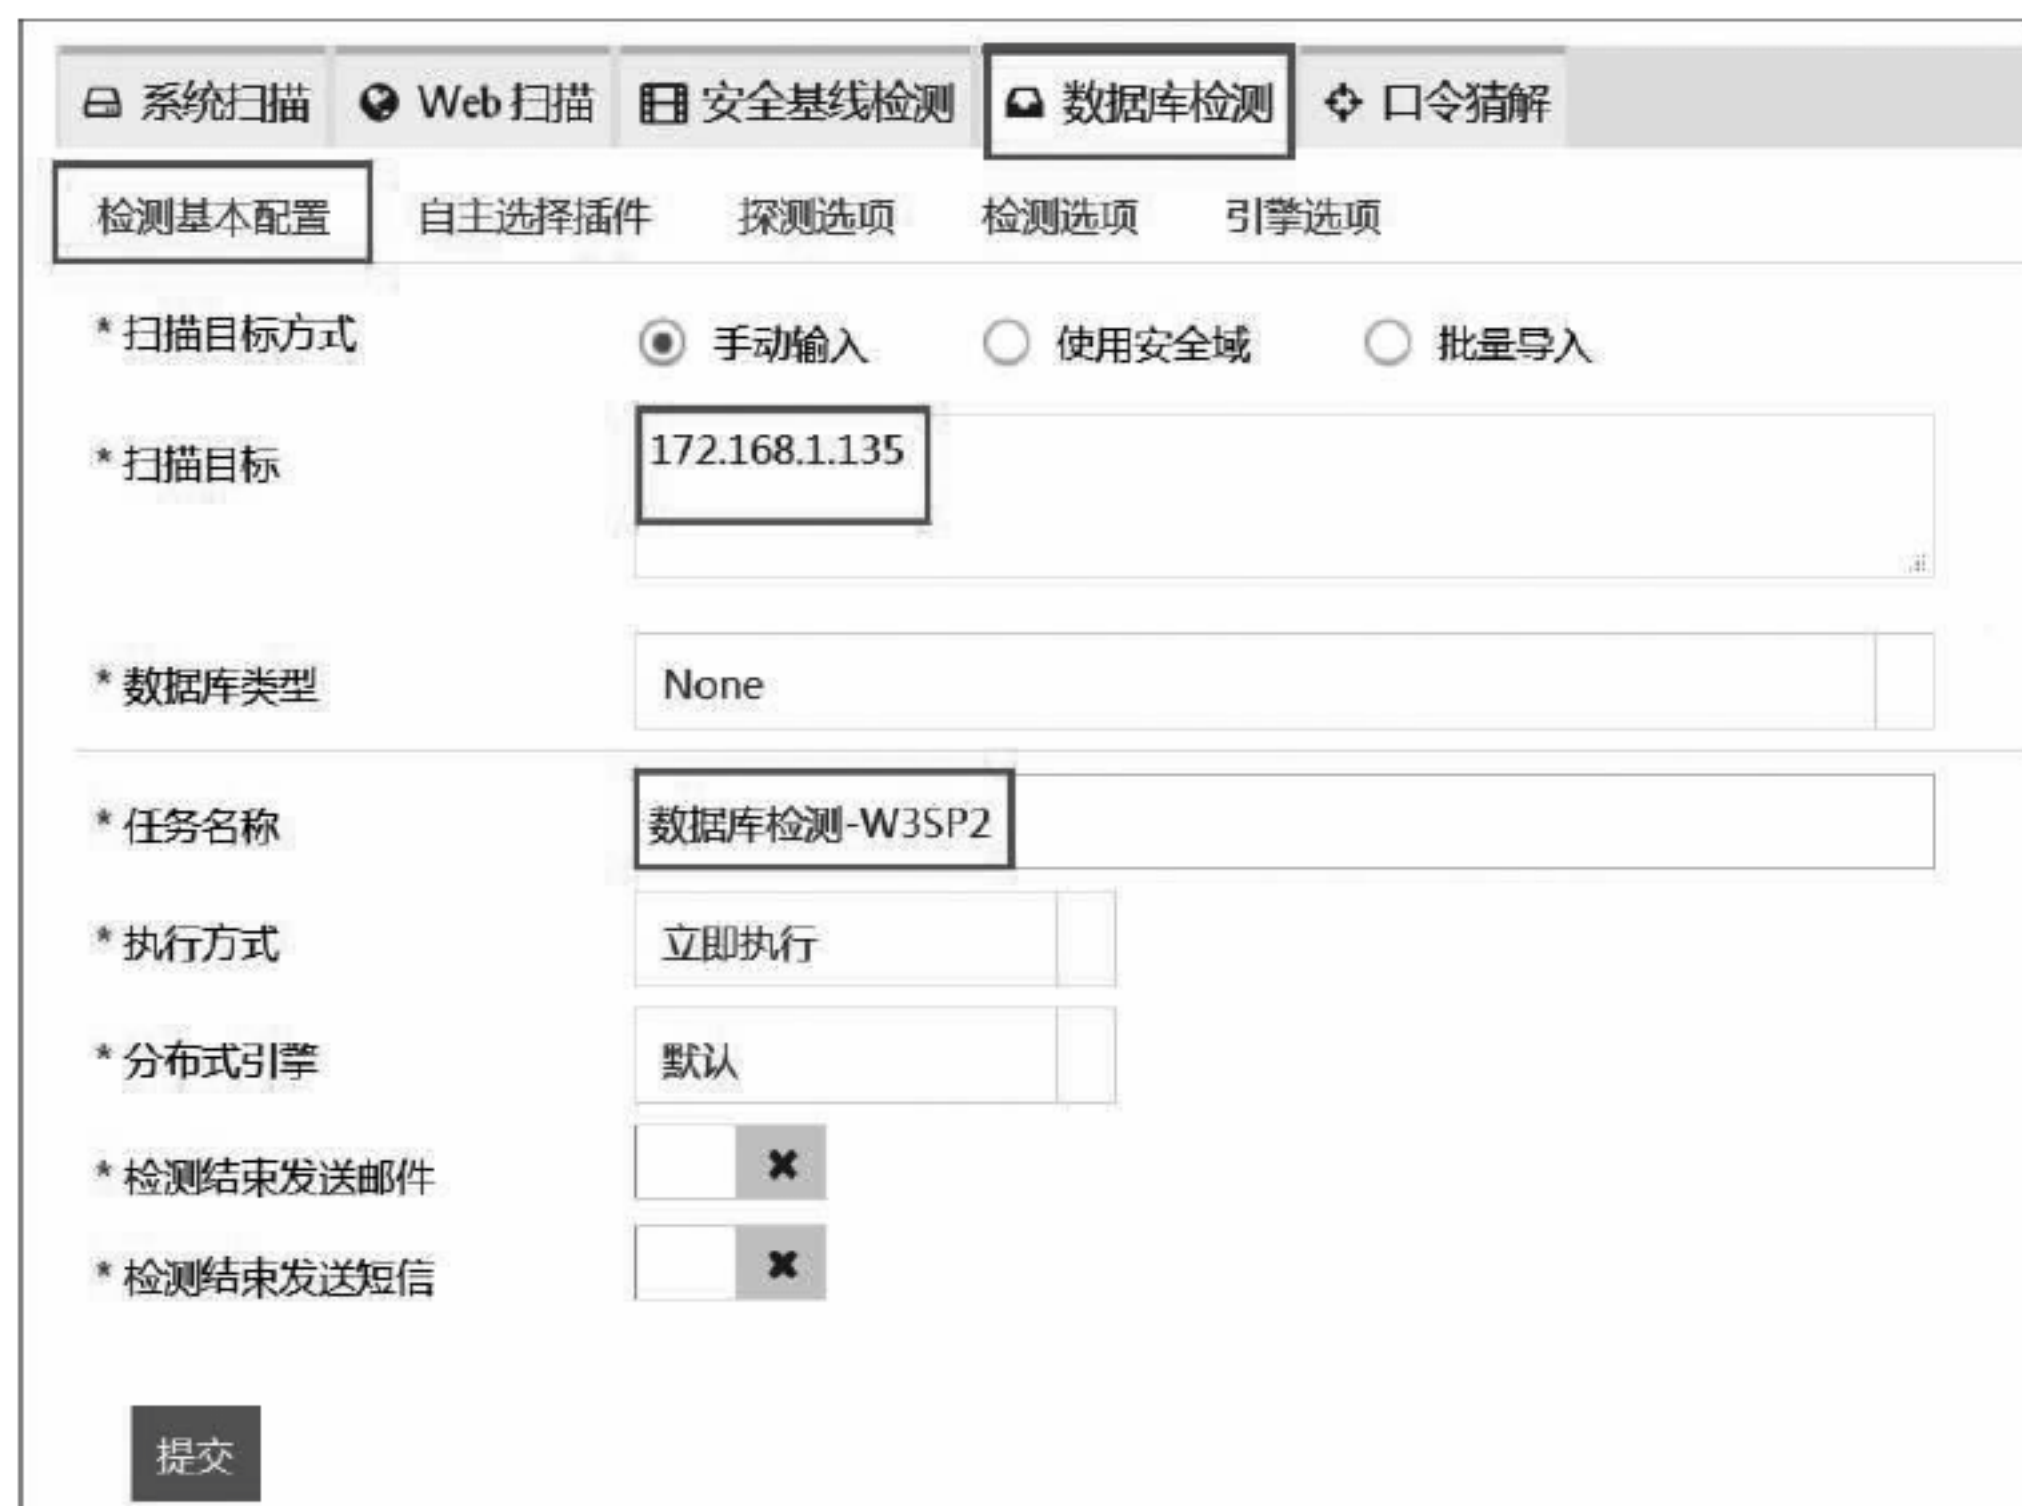 系统扫描 Web 扫描 安全基线检测 数据库检测 口令猜解
检测基本配置 自主选择插件 探测选项 检测选项 引擎选项
* 扫描目标方式 手动输入 使用安全域 批量导入
* 扫描目标 172.168.1.135
* 数据库类型 None
* 任务名称 数据库检测-W3SP2
* 执行方式 立即执行
* 分布式引擎 默认
* 检测结束发送邮件
* 检测结束发送短信
提交